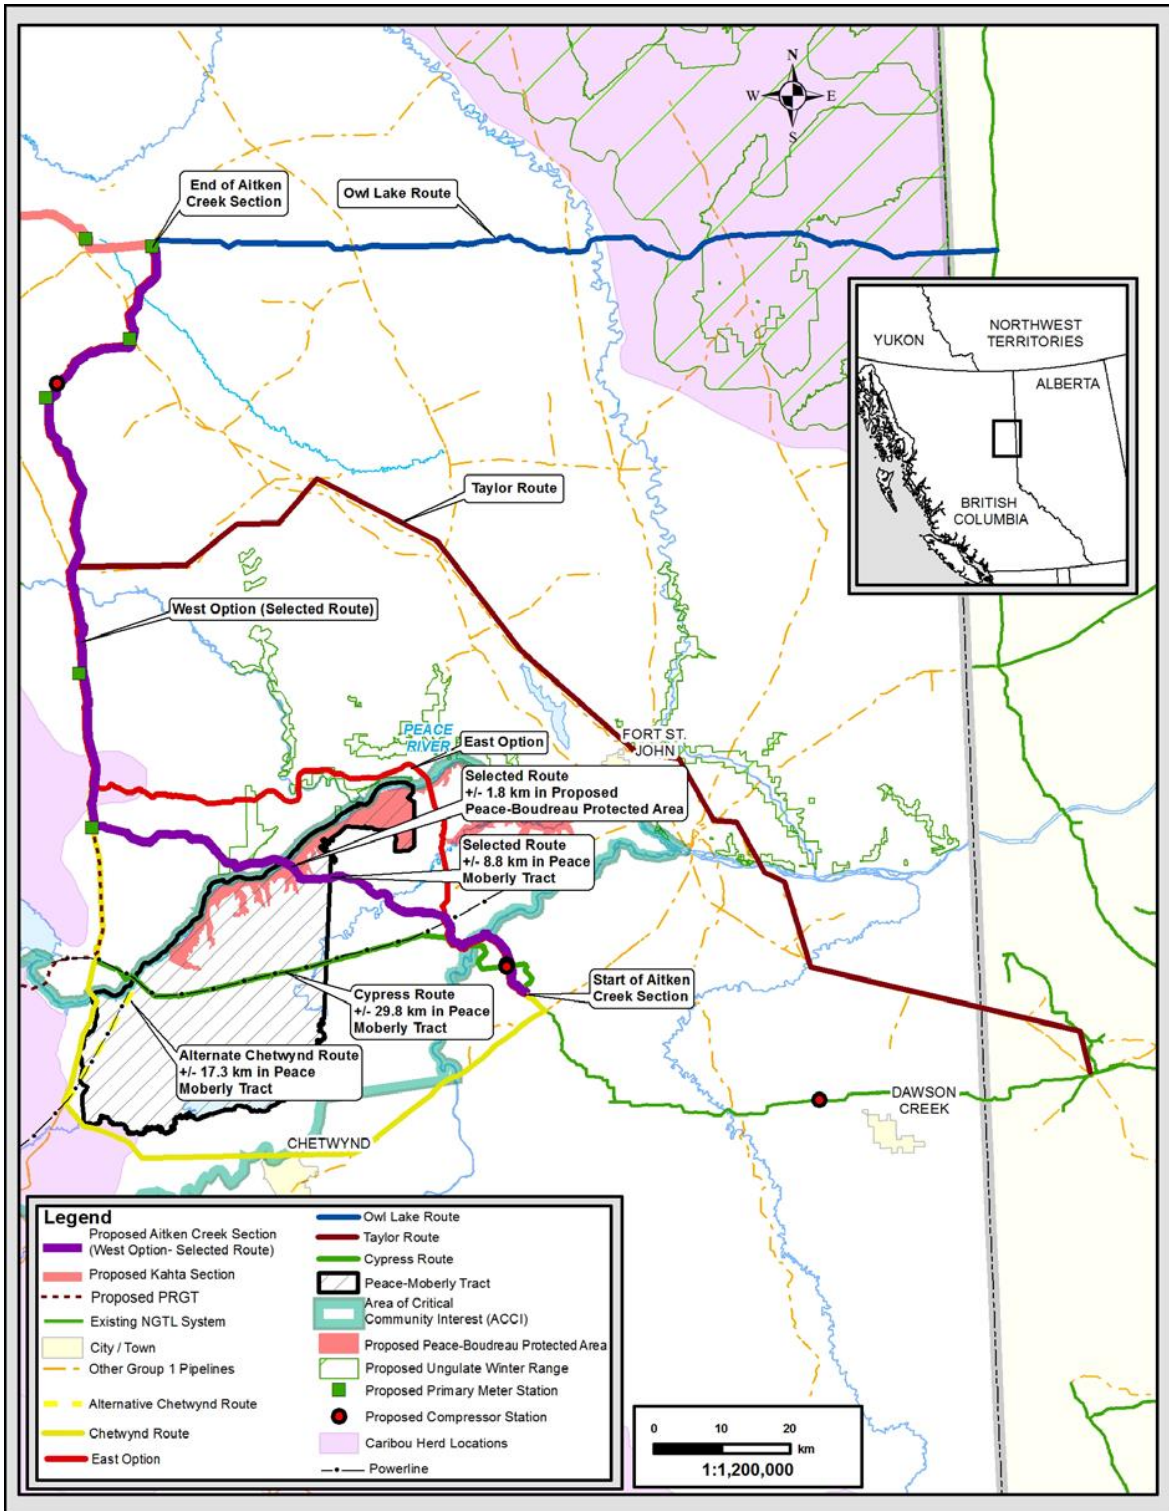 N
W E
S
End of Aitken
Creek Section
Owl Lake Route
YUKON
NORTHWEST
TERRITORIES
ALBERTA
BRITISH
COLUMBIA
Taylor Route
West Option (Selected Route)
PEACE
RIVER
FORT ST.
JOHN
East Option
Selected Route
+/- 1.8 km in Proposed
Peace-Boudreau Protected Area
Selected Route
+/- 8.8 km in Peace
Moberly Tract
Start of Aitken
Creek Section
Cypress Route
+/- 29.8 km in Peace
Moberly Tract
Alternate Chetwynd Route
+/- 17.3 km in Peace
Moberly Tract
DAWSON
CREEK
CHETWYND
Legend
Proposed Aitken Creek Section
(West Option- Selected Route)
Proposed Kahta Section
Proposed PRGT
Existing NGTL System
City / Town
Other Group 1 Pipelines
Alternative Chetwynd Route
Chetwynd Route
East Option
Owl Lake Route
Taylor Route
Cypress Route
Peace-Moberly Tract
Area of Critical
Community Interest (ACCI)
Proposed Peace-Boudreau Protected Area
Proposed Ungulate Winter Range
Proposed Primary Meter Station
Proposed Compressor Station
Caribou Herd Locations
Powerline
0 10 20
km
1:1,200,000